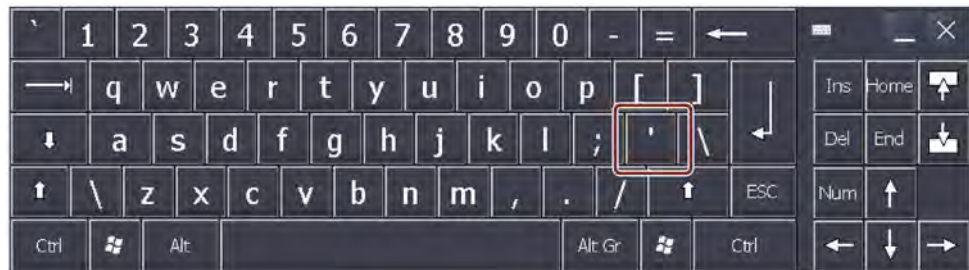 ` 1 2 3 4 5 6 7 8 9 0 - =
q w e r t y u i o p [ ] Ins Home
a s d f g h j k l ; ' \ Del End
\ z x c v b n m , . / ESC Num
Ctrl Alt Alt Gr Ctrl